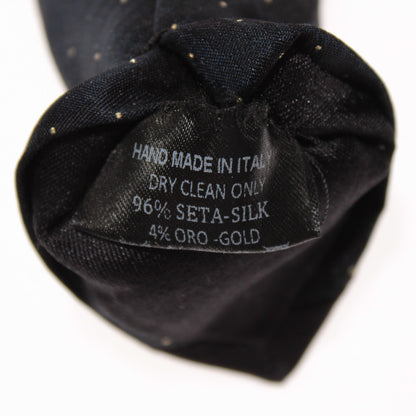 HAND MADE IN ITALY
DRY CLEAN ONLY
96% SETA-SILK
4% ORO -GOLD